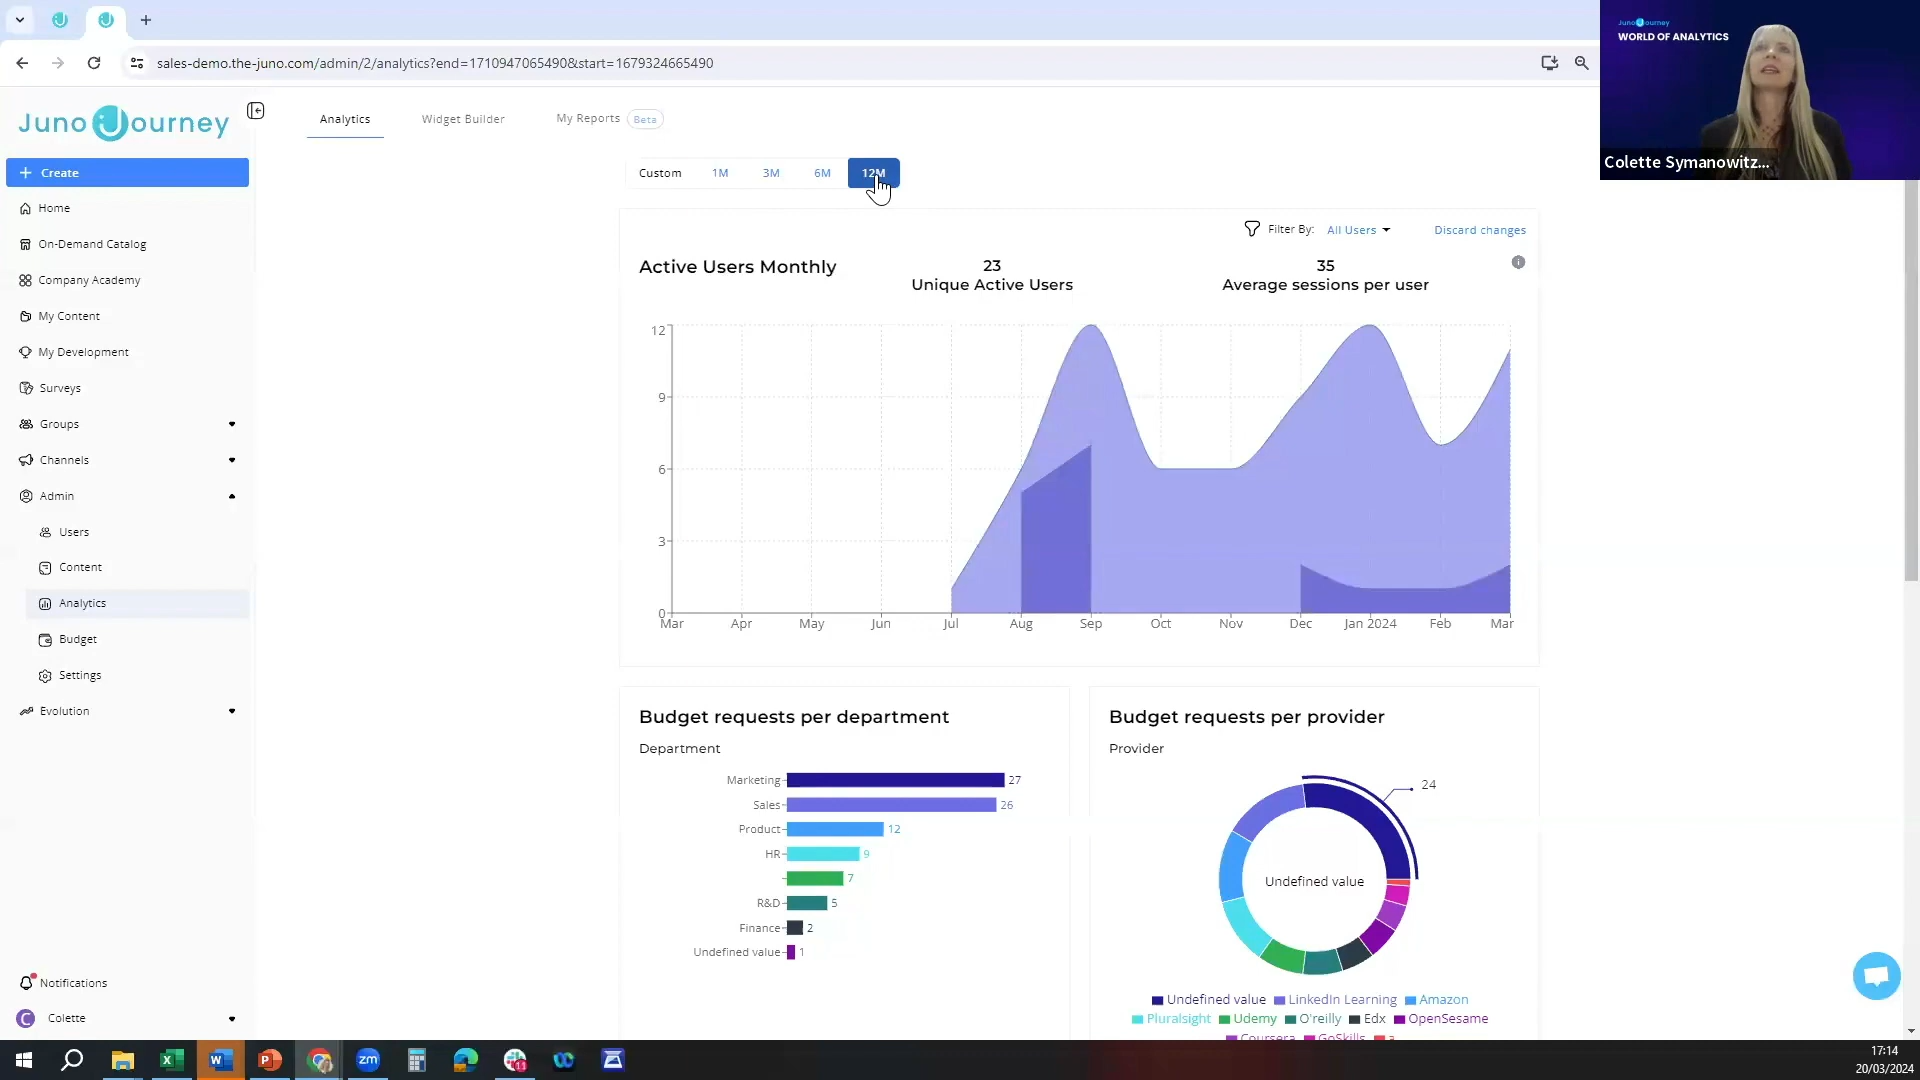 sales-demo.the-juno.com/admin/2/analytics?end=1710947065490&start=1679324665490
JunoJourney
WORLD OF ANALYTICS
Colette Symanowitz...
Juno Journey
Create
Home
On-Demand Catalog
Company Academy
My Content
My Development
Surveys
Groups
Channels
Admin
Users
Content
Analytics
Budget
Settings
Evolution
Notifications
C Colette
Analytics Widget Builder My Reports Beta
Custom 1M 3M 6M 12M
Filter By: All Users Discard changes
Active Users Monthly
23
Unique Active Users
35
Average sessions per user
12
9
6
3
0
Mar Apr May Jun Jul Aug Sep Oct Nov Dec Jan 2024 Feb Mar
Budget requests per department
Department
Marketing 27
Sales 26
Product 12
HR 9
7
R&D 5
Finance 2
Undefined value 1
Budget requests per provider
Provider
24
Undefined value
Undefined value LinkedIn Learning Amazon
Pluralsight Udemy O'reilly Edx OpenSesame
Coursera GoSkills a
zm
11
17:14
20/03/2024